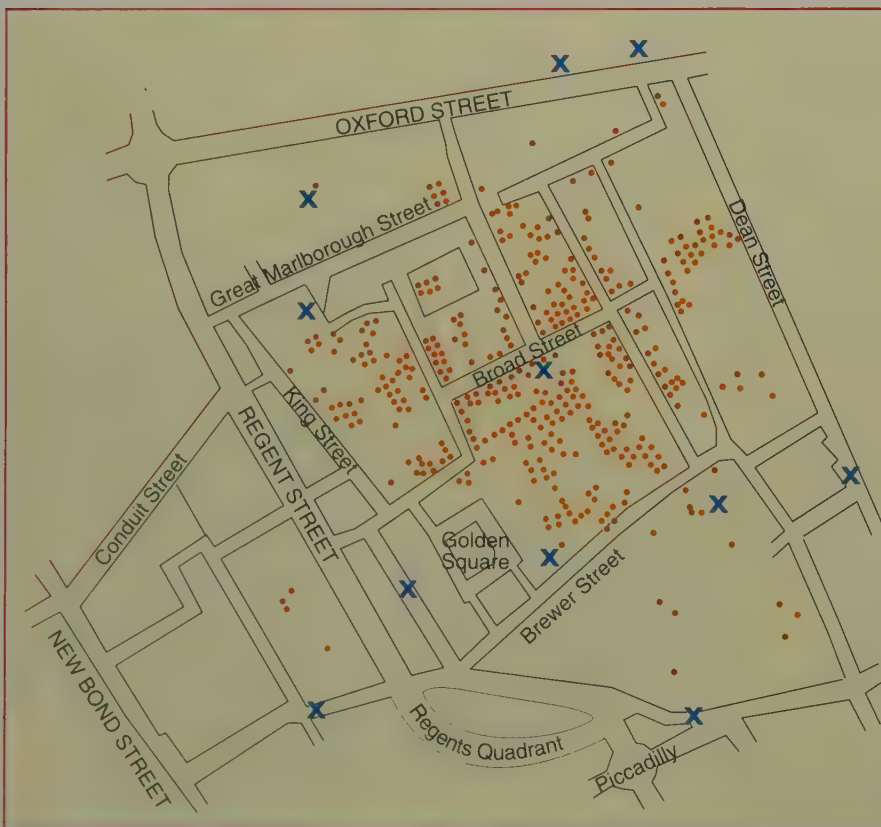 X
X
OXFORD STREET
X
Great Marlborough Street
Dean Street
X
Broad Street
X
King Street
REGENT STREET
Conduit Street
X
X
Golden
Square
X
X
Brewer Street
NEW BOND STREET
X
Regents Quadrant
X
Piccadilly